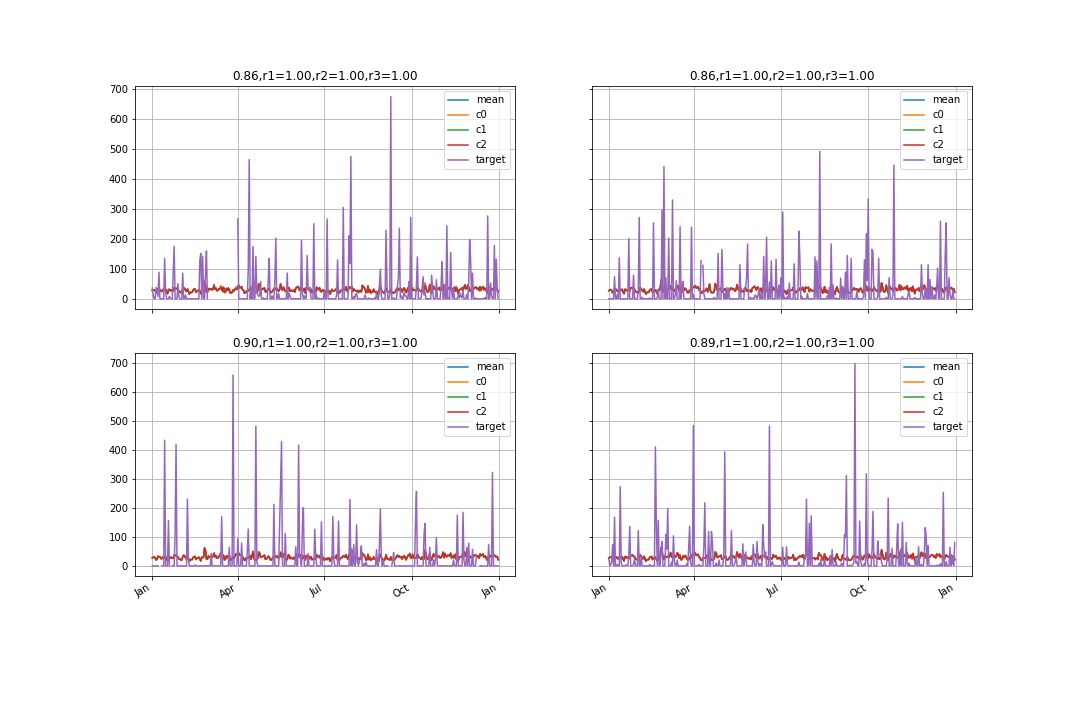 0.86,r1=1.00,r2=1.00,r3=1.00
700
600
500
400
300
200
100
0
mean
c0
c1
c2
target
0.86,r1=1.00,r2=1.00,r3=1.00
mean
c0
c1
c2
target
0.90,r1=1.00,r2=1.00,r3=1.00
700
600
500
400
300
200
100
0
mean
c0
c1
c2
target
Jan
Apr
Jul
Oct
Jan
0.89,r1=1.00,r2=1.00,r3=1.00
mean
c0
c1
c2
target
Jan
Apr
Jul
Oct
Jan